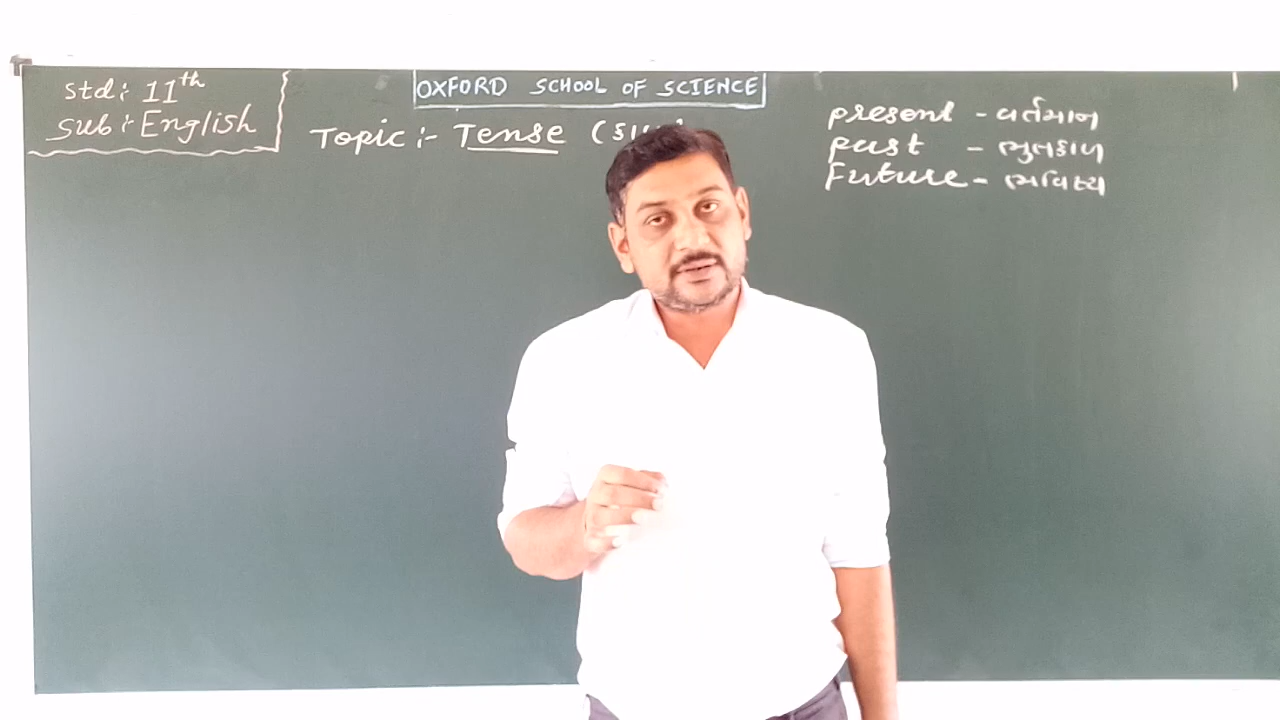 Std: 11th
Sub:- English
OXFORD SCHOOL OF SCIENCE
Topic :- Tense
present - વર્તમાન
past - ભુતકાળ
Future - ભવિષ્ય